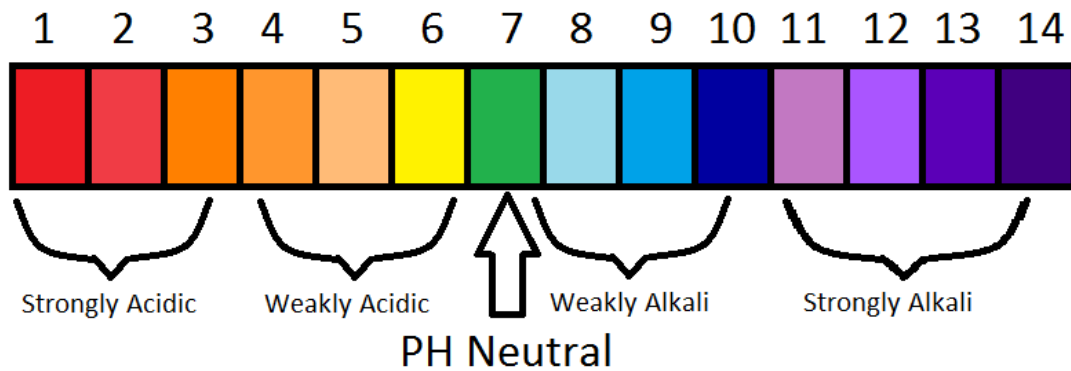 1 2 3 4 5 6 7 8 9 10 11 12 13 14
Strongly Acidic Weakly Acidic Weakly Alkali Strongly Alkali
PH Neutral